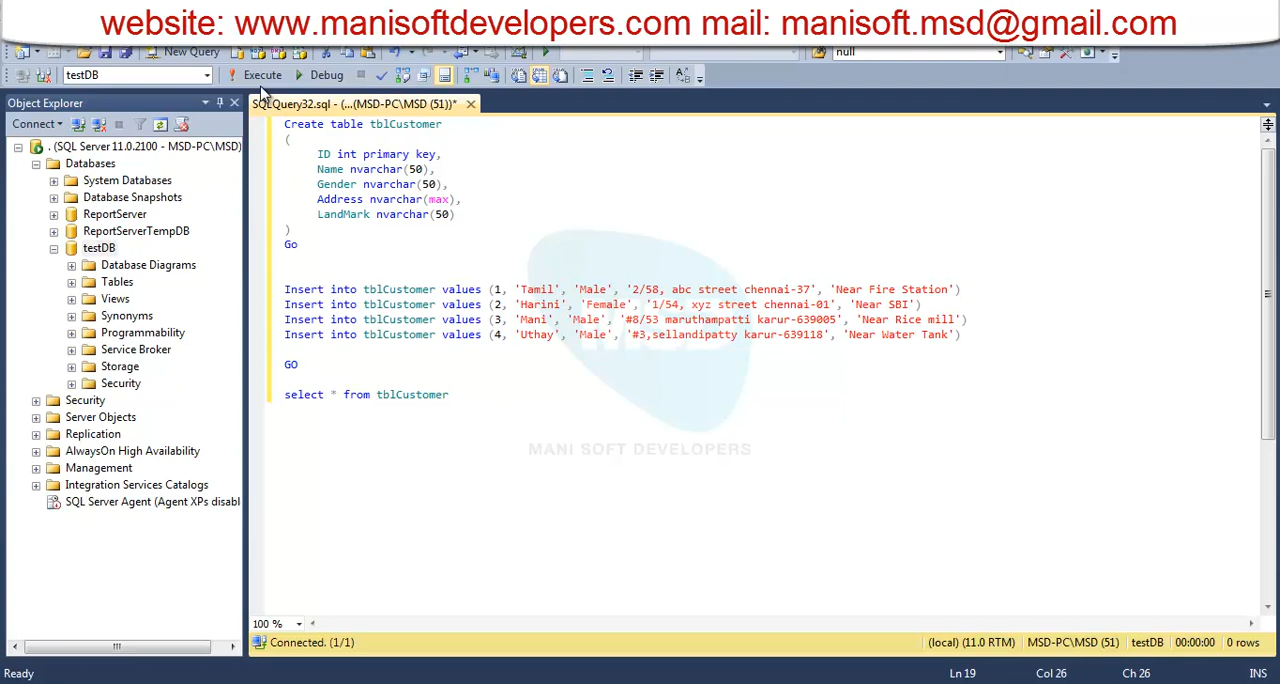 website: www.manisoftdevelopers.com mail: manisoft.msd@gmail.com
New Query
null
testDB
Execute
Debug
Object Explorer
SQLQuery32.sql - (...(MSD-PC\MSD (51))*
Connect
. (SQL Server 11.0.2100 - MSD-PC\MSD)
Databases
System Databases
Database Snapshots
ReportServer
ReportServerTempDB
testDB
Database Diagrams
Tables
Views
Synonyms
Programmability
Service Broker
Storage
Security
Security
Server Objects
Replication
AlwaysOn High Availability
Management
Integration Services Catalogs
SQL Server Agent (Agent XPs disabl
Create table tblCustomer
(
ID int primary key,
Name nvarchar(50),
Gender nvarchar(50),
Address nvarchar(max),
LandMark nvarchar(50)
)
Go
Insert into tblCustomer values (1, 'Tamil', 'Male', '2/58, abc street chennai-37', 'Near Fire Station')
Insert into tblCustomer values (2, 'Harini', 'Female', '1/54, xyz street chennai-01', 'Near SBI')
Insert into tblCustomer values (3, 'Mani', 'Male', '#8/53 maruthampatti karur-639005', 'Near Rice mill')
Insert into tblCustomer values (4, 'Uthay', 'Male', '#3,sellandipatty karur-639118', 'Near Water Tank')
GO
select * from tblCustomer
MSD
MANI SOFT DEVELOPERS
100 %
Connected. (1/1)
(local) (11.0 RTM)
MSD-PC\MSD (51)
testDB
00:00:00
0 rows
Ready
Ln 19
Col 26
Ch 26
INS